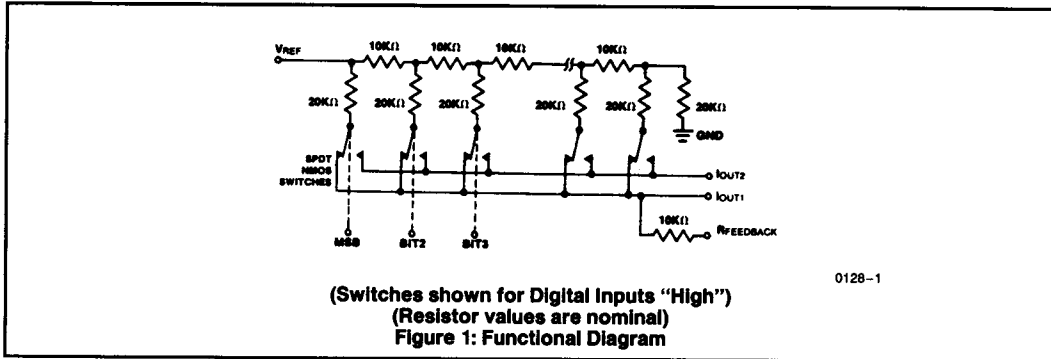 VREF
10KΩ 10KΩ 10KΩ 10KΩ
20KΩ 20KΩ 20KΩ 20KΩ 20KΩ 20KΩ
GND
SPDT
NMOS
SWITCHES
IOUT2
IOUT1
10KΩ
RFEEDBACK
MSB BIT2 BIT3
0128-1
(Switches shown for Digital Inputs "High")
(Resistor values are nominal)
Figure 1: Functional Diagram